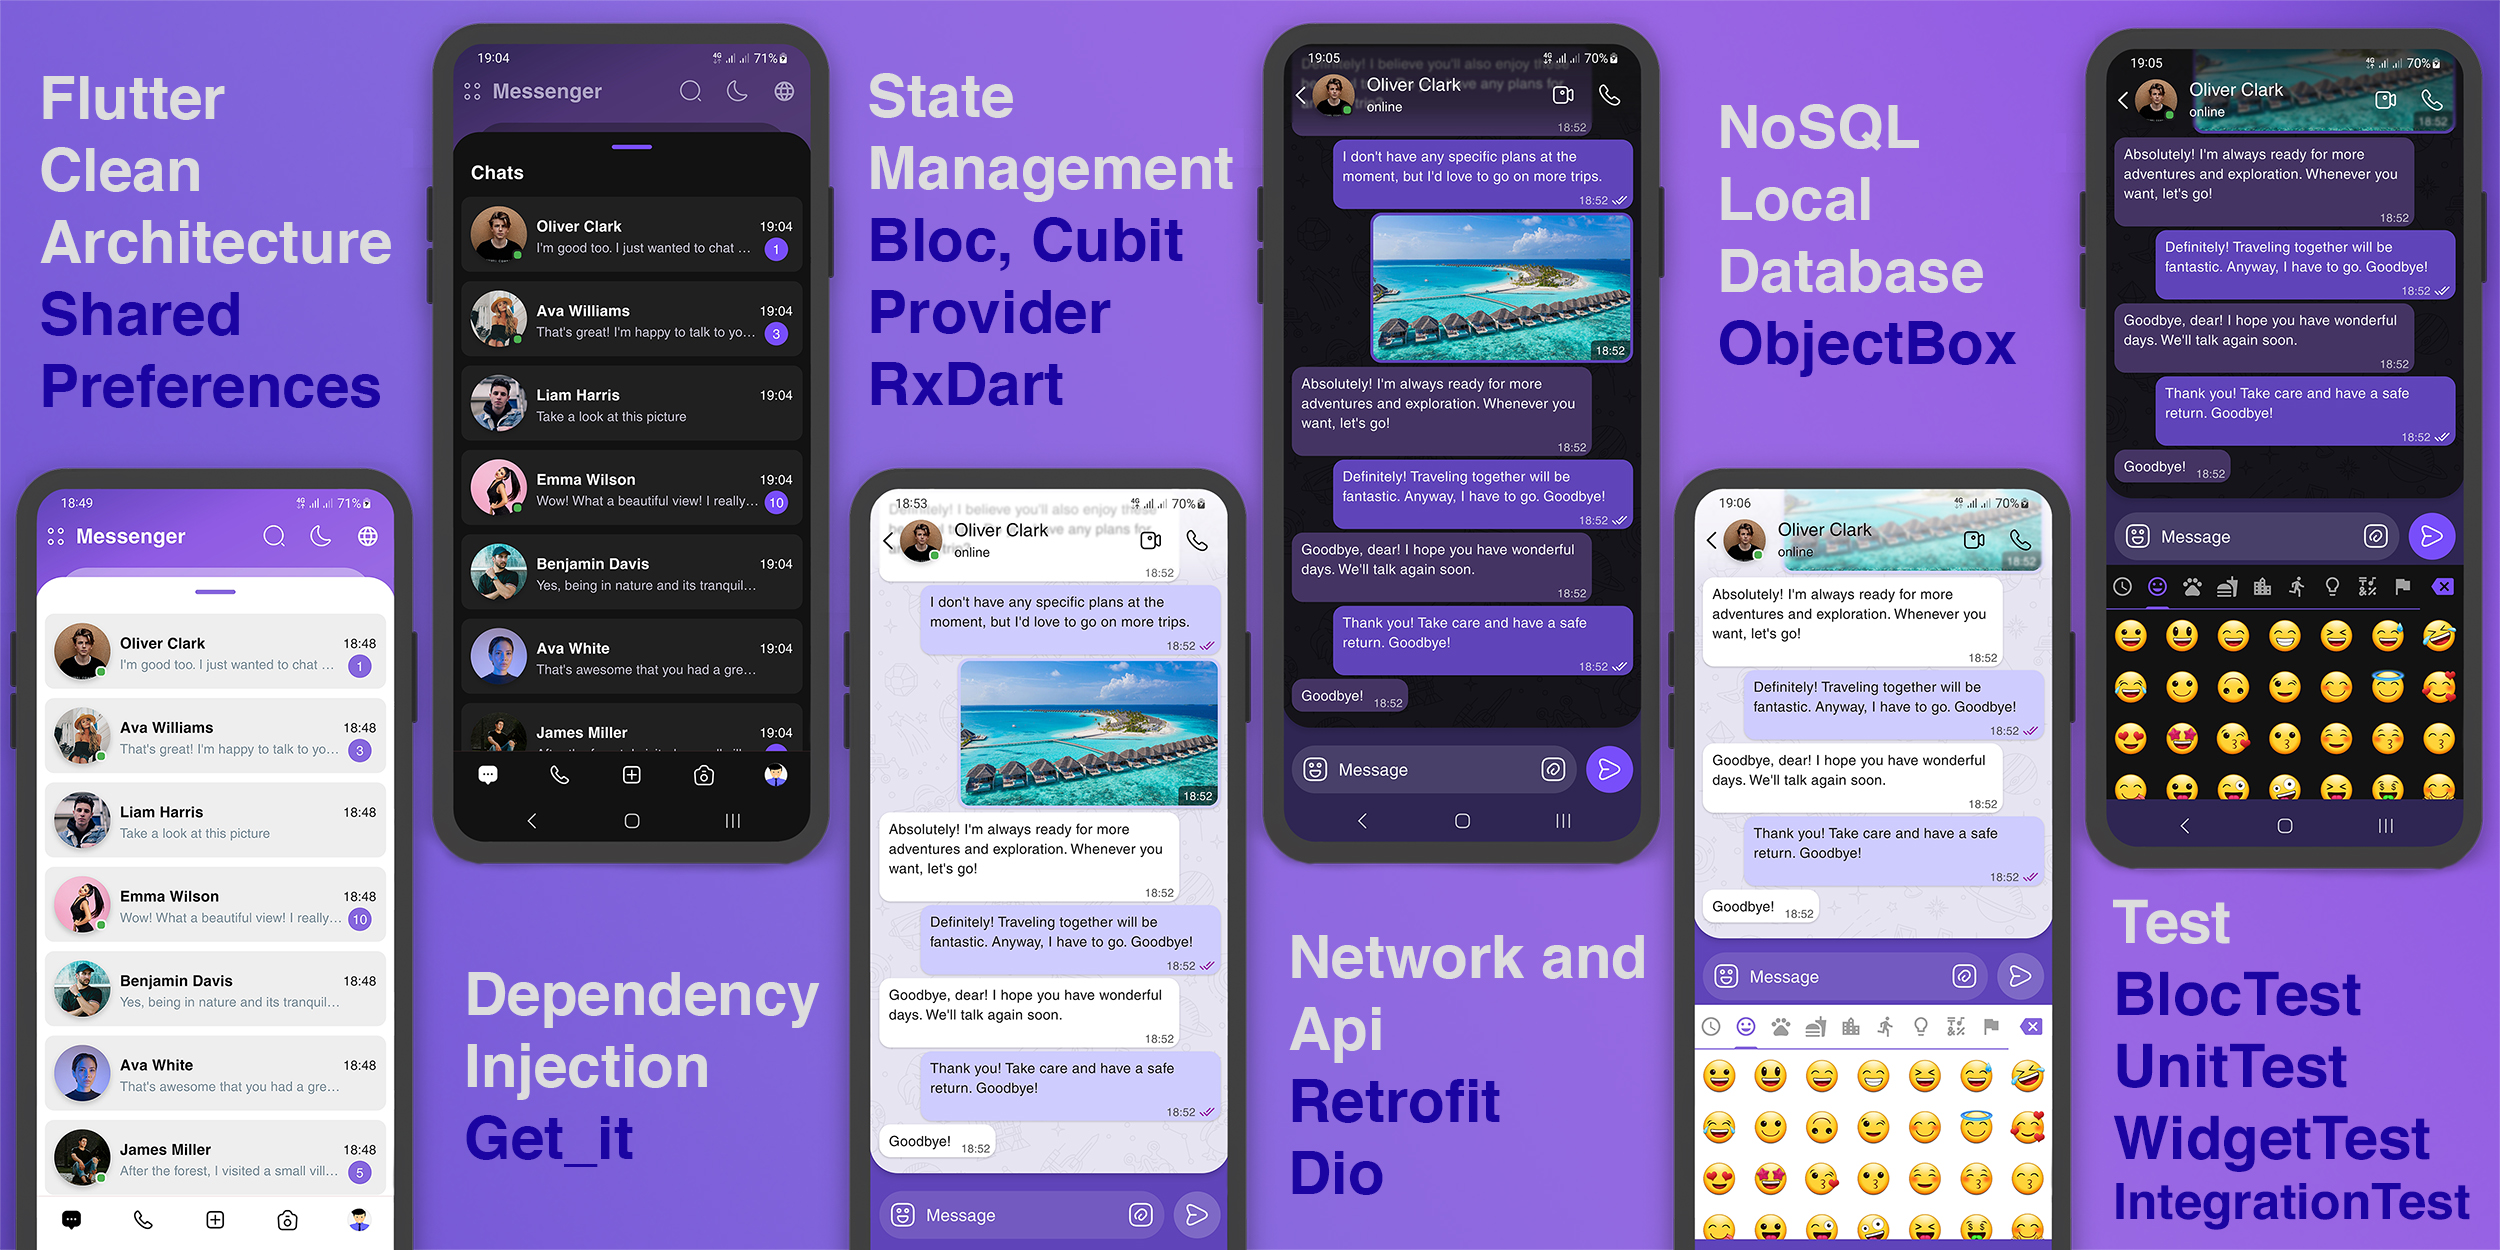 Flutter
Clean
Architecture
Shared
Preferences
18:49
4G
71%
Messenger
Oliver Clark
18:48
I'm good too. I just wanted to chat ...
1
Ava Williams
18:48
That's great! I'm happy to talk to yo...
3
Liam Harris
18:48
Take a look at this picture
Emma Wilson
18:48
Wow! What a beautiful view! I really...
10
Benjamin Davis
18:48
Yes, being in nature and its tranquil...
Ava White
18:48
That's awesome that you had a gre...
James Miller
18:48
After the forest, I visited a small vill...
5
19:04
4G
71%
Messenger
Chats
Oliver Clark
19:04
I'm good too. I just wanted to chat ...
1
Ava Williams
19:04
That's great! I'm happy to talk to yo...
3
Liam Harris
19:04
Take a look at this picture
Emma Wilson
19:04
Wow! What a beautiful view! I really...
10
Benjamin Davis
19:04
Yes, being in nature and its tranquil...
Ava White
19:04
That's awesome that you had a gre...
James Miller
19:04
Dependency
Injection
Get_it
State
Management
Bloc, Cubit
Provider
RxDart
18:53
4G
70%
Definitely! I believe you'll also enjoy these
Oliver Clark
online
18:52
I don't have any specific plans at the
moment, but I'd love to go on more trips.
18:52
18:52
Absolutely! I'm always ready for more
adventures and exploration. Whenever you
want, let's go!
18:52
Definitely! Traveling together will be
fantastic. Anyway, I have to go. Goodbye!
18:52
Goodbye, dear! I hope you have wonderful
days. We'll talk again soon.
18:52
Thank you! Take care and have a safe
return. Goodbye!
18:52
Goodbye!
18:52
Message
19:05
4G
70%
Definitely! I believe you'll also enjoy these
Oliver Clark
online
18:52
I don't have any specific plans at the
moment, but I'd love to go on more trips.
18:52
18:52
Absolutely! I'm always ready for more
adventures and exploration. Whenever you
want, let's go!
18:52
Definitely! Traveling together will be
fantastic. Anyway, I have to go. Goodbye!
18:52
Goodbye, dear! I hope you have wonderful
days. We'll talk again soon.
18:52
Thank you! Take care and have a safe
return. Goodbye!
18:52
Goodbye!
18:52
Message
Network and
Api
Retrofit
Dio
NoSQL
Local
Database
ObjectBox
19:06
4G
70%
Oliver Clark
online
18:52
Absolutely! I'm always ready for more
adventures and exploration. Whenever you
want, let's go!
18:52
Definitely! Traveling together will be
fantastic. Anyway, I have to go. Goodbye!
18:52
Goodbye, dear! I hope you have wonderful
days. We'll talk again soon.
18:52
Thank you! Take care and have a safe
return. Goodbye!
18:52
Goodbye!
18:52
Message
19:05
4G
70%
Oliver Clark
online
18:52
Absolutely! I'm always ready for more
adventures and exploration. Whenever you
want, let's go!
18:52
Definitely! Traveling together will be
fantastic. Anyway, I have to go. Goodbye!
18:52
Goodbye, dear! I hope you have wonderful
days. We'll talk again soon.
18:52
Thank you! Take care and have a safe
return. Goodbye!
18:52
Goodbye!
18:52
Message
Test
BlocTest
UnitTest
WidgetTest
IntegrationTest